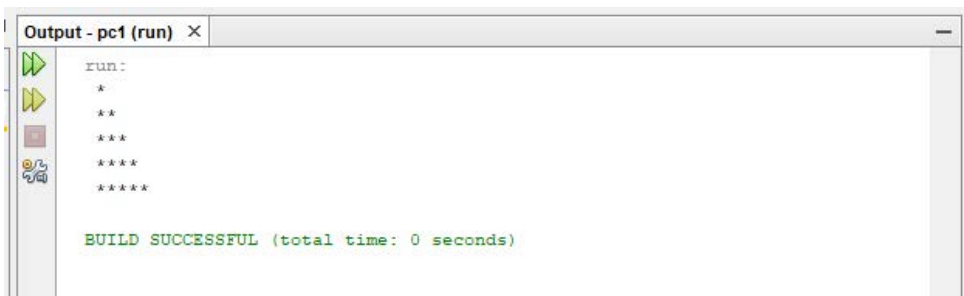 Output - pc1 (run)
run:
*
**
***
****
*****
BUILD SUCCESSFUL (total time: 0 seconds)